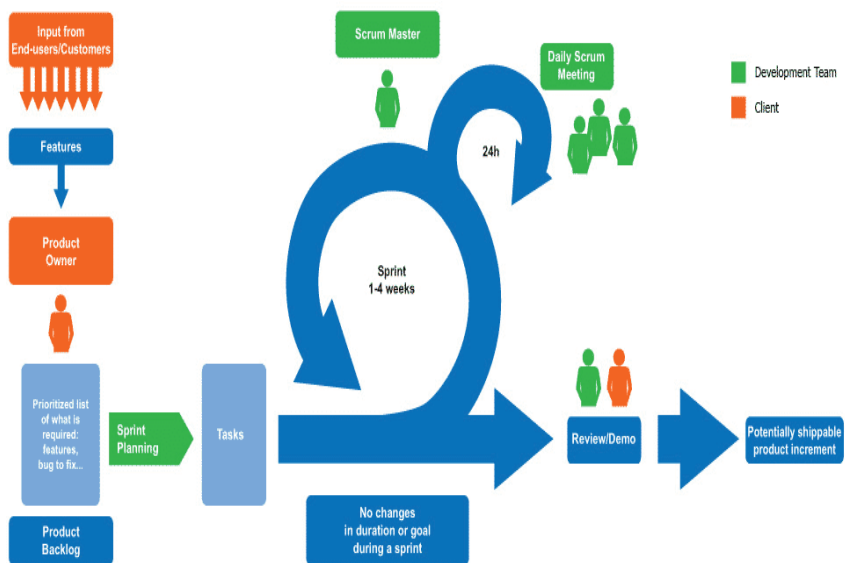 Input from
End-users/Customers
Features
Product
Owner
Prioritized list
of what is
required:
features,
bug to fix...
Product
Backlog
Sprint
Planning
Tasks
Scrum Master
Daily Scrum
Meeting
24h
Sprint
1-4 weeks
No changes
in duration or goal
during a sprint
Review/Demo
Potentially shippable
product increment
Development Team
Client